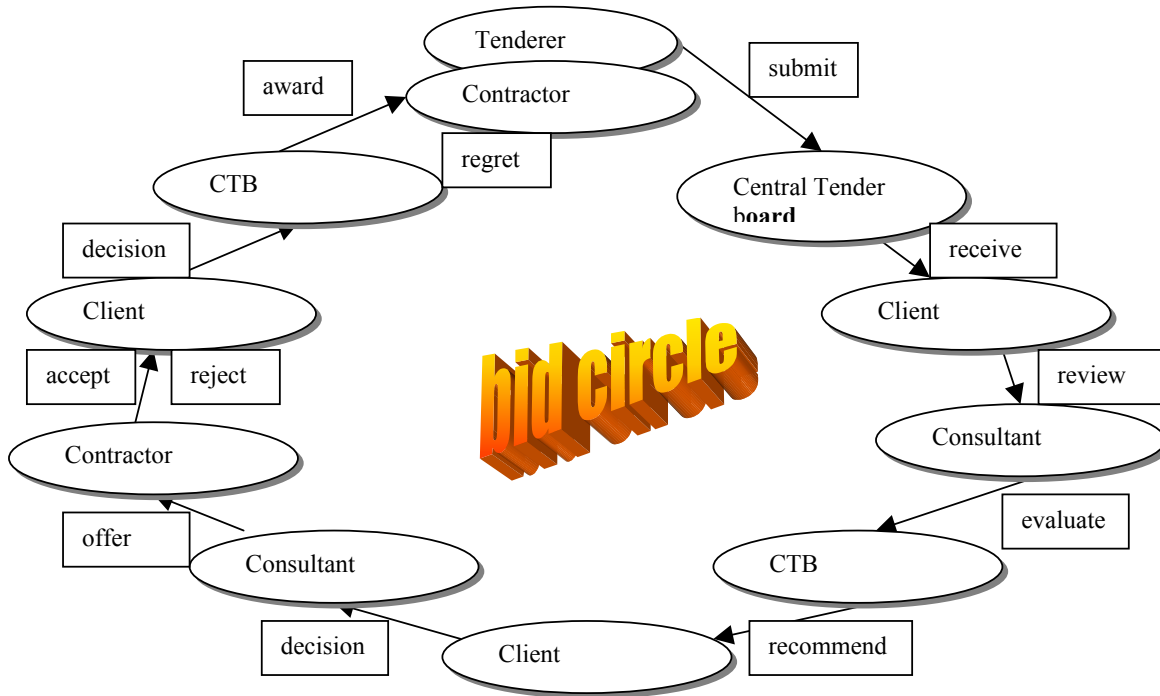 Tenderer
submit
award
Contractor
regret
CTB
Central Tender
board
decision
receive
Client
Client
bid circle
accept
reject
review
Contractor
Consultant
offer
evaluate
Consultant
CTB
decision
Client
recommend